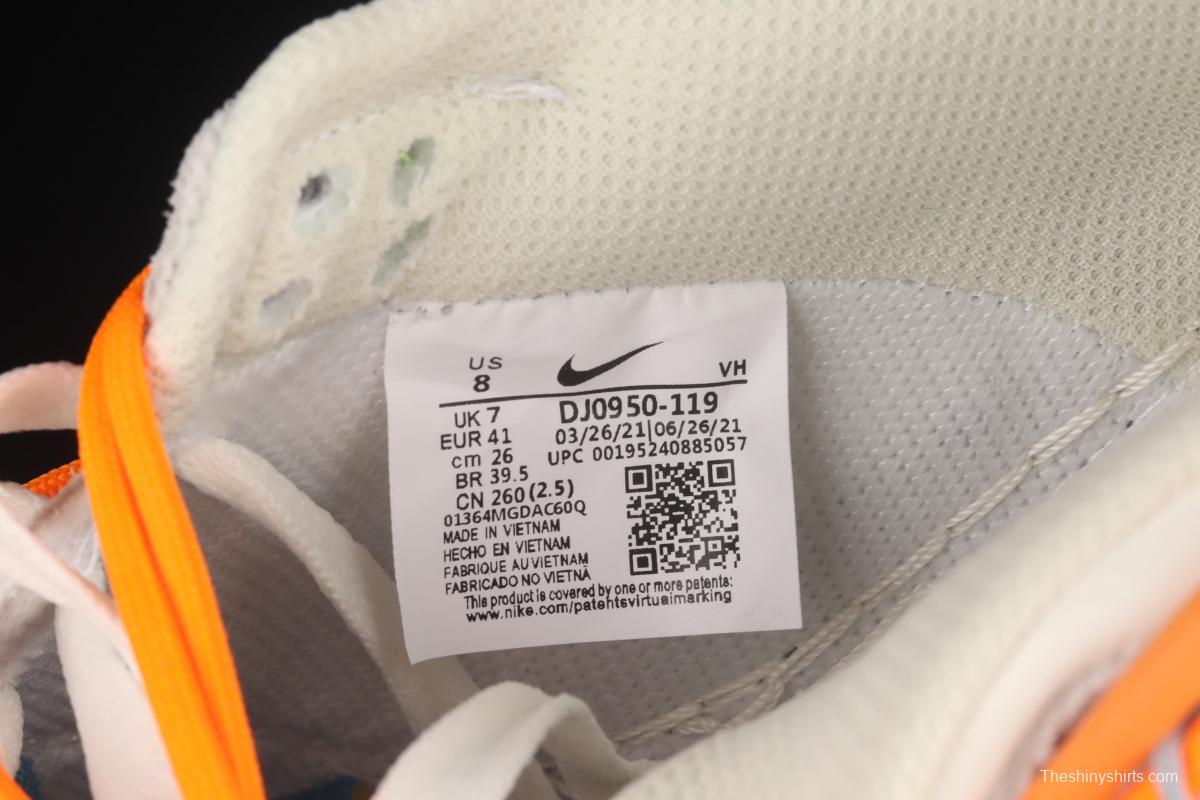 US
8
VH
UK 7
EUR 41
cm 26
BR 39.5
CN 260 (2.5)
DJ0950-119
03/26/21|06/26/21
UPC 00195240885057
01364MGDAC60Q
MADE IN VIETNAM
HECHO EN VIETNAM
FABRIQUE AU VIETNAM
FABRICADO NO VIETNÃ
This product is covered by one or more patents:
www.nike.com/patentsvirtualmarking
Theshinyshirts.com